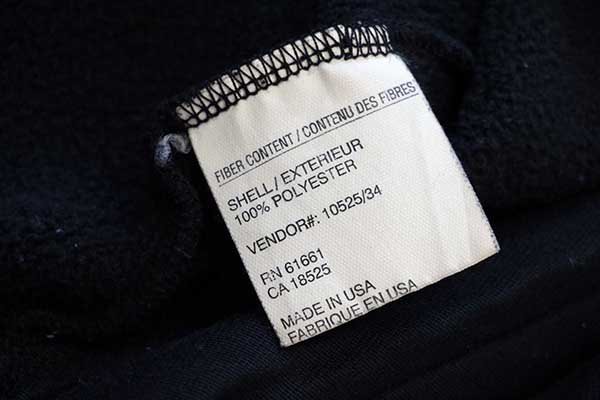 FIBER CONTENT / CONTENU DES FIBRES
SHELL / EXTERIEUR
100% POLYESTER
VENDOR#: 10525/34
RN 61661
CA 18525
MADE IN USA
FABRIQUE EN USA